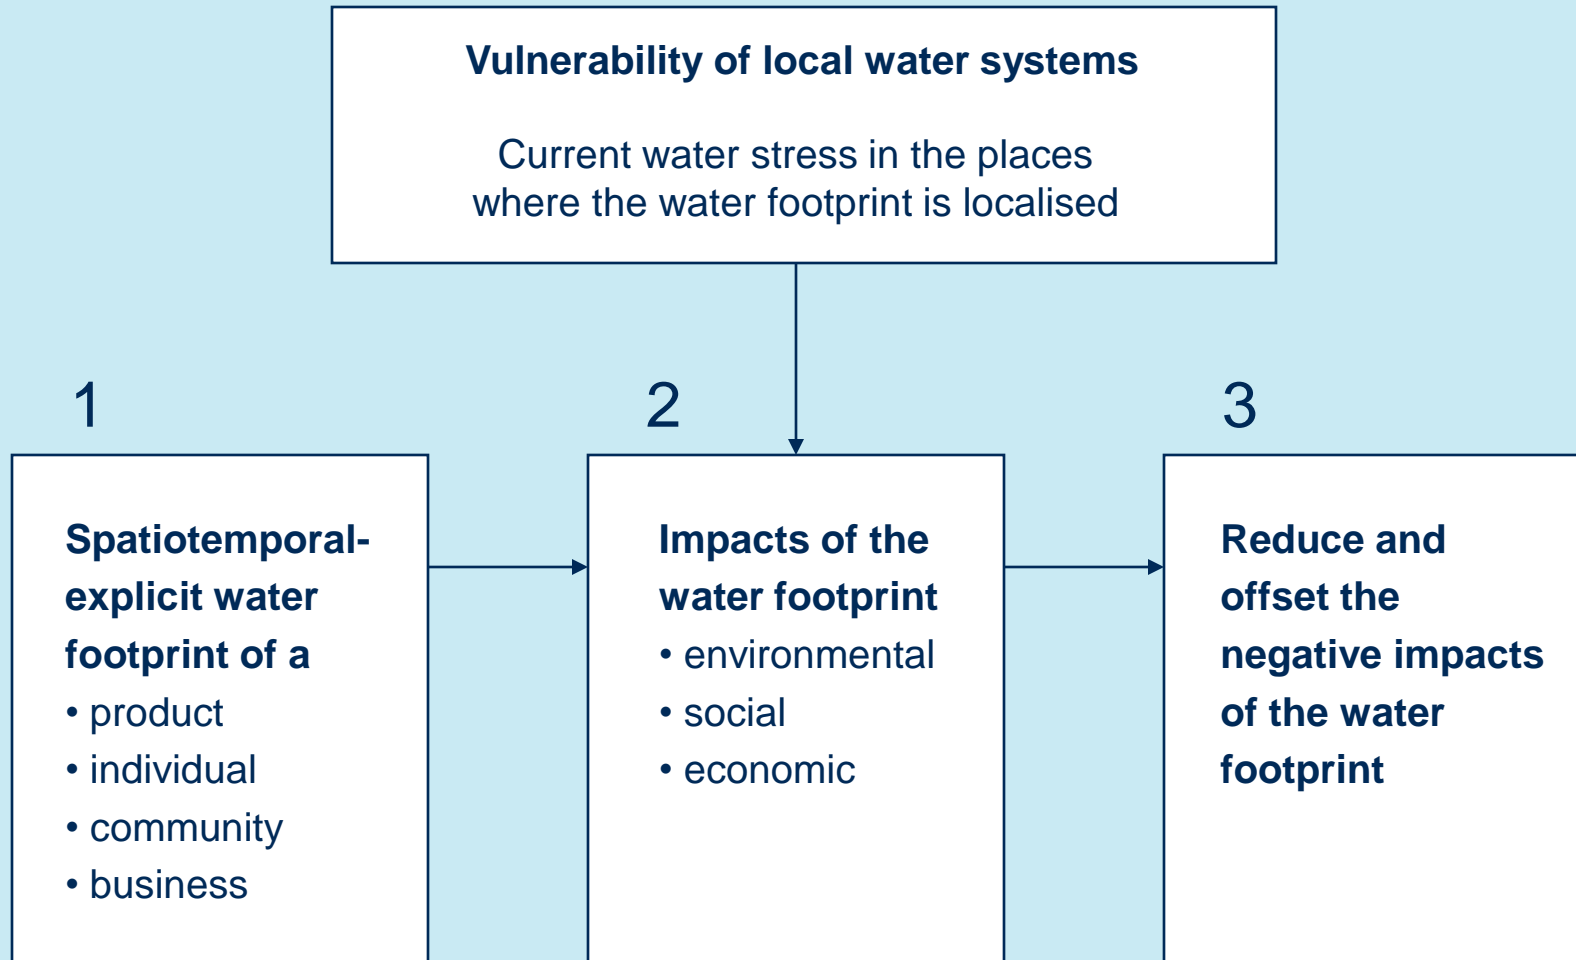 Vulnerability of local water systems
Current water stress in the places
where the water footprint is localised
1
Spatiotemporal-
explicit water
footprint of a
• product
• individual
• community
• business
2
Impacts of the
water footprint
• environmental
• social
• economic
3
Reduce and
offset the
negative impacts
of the water
footprint